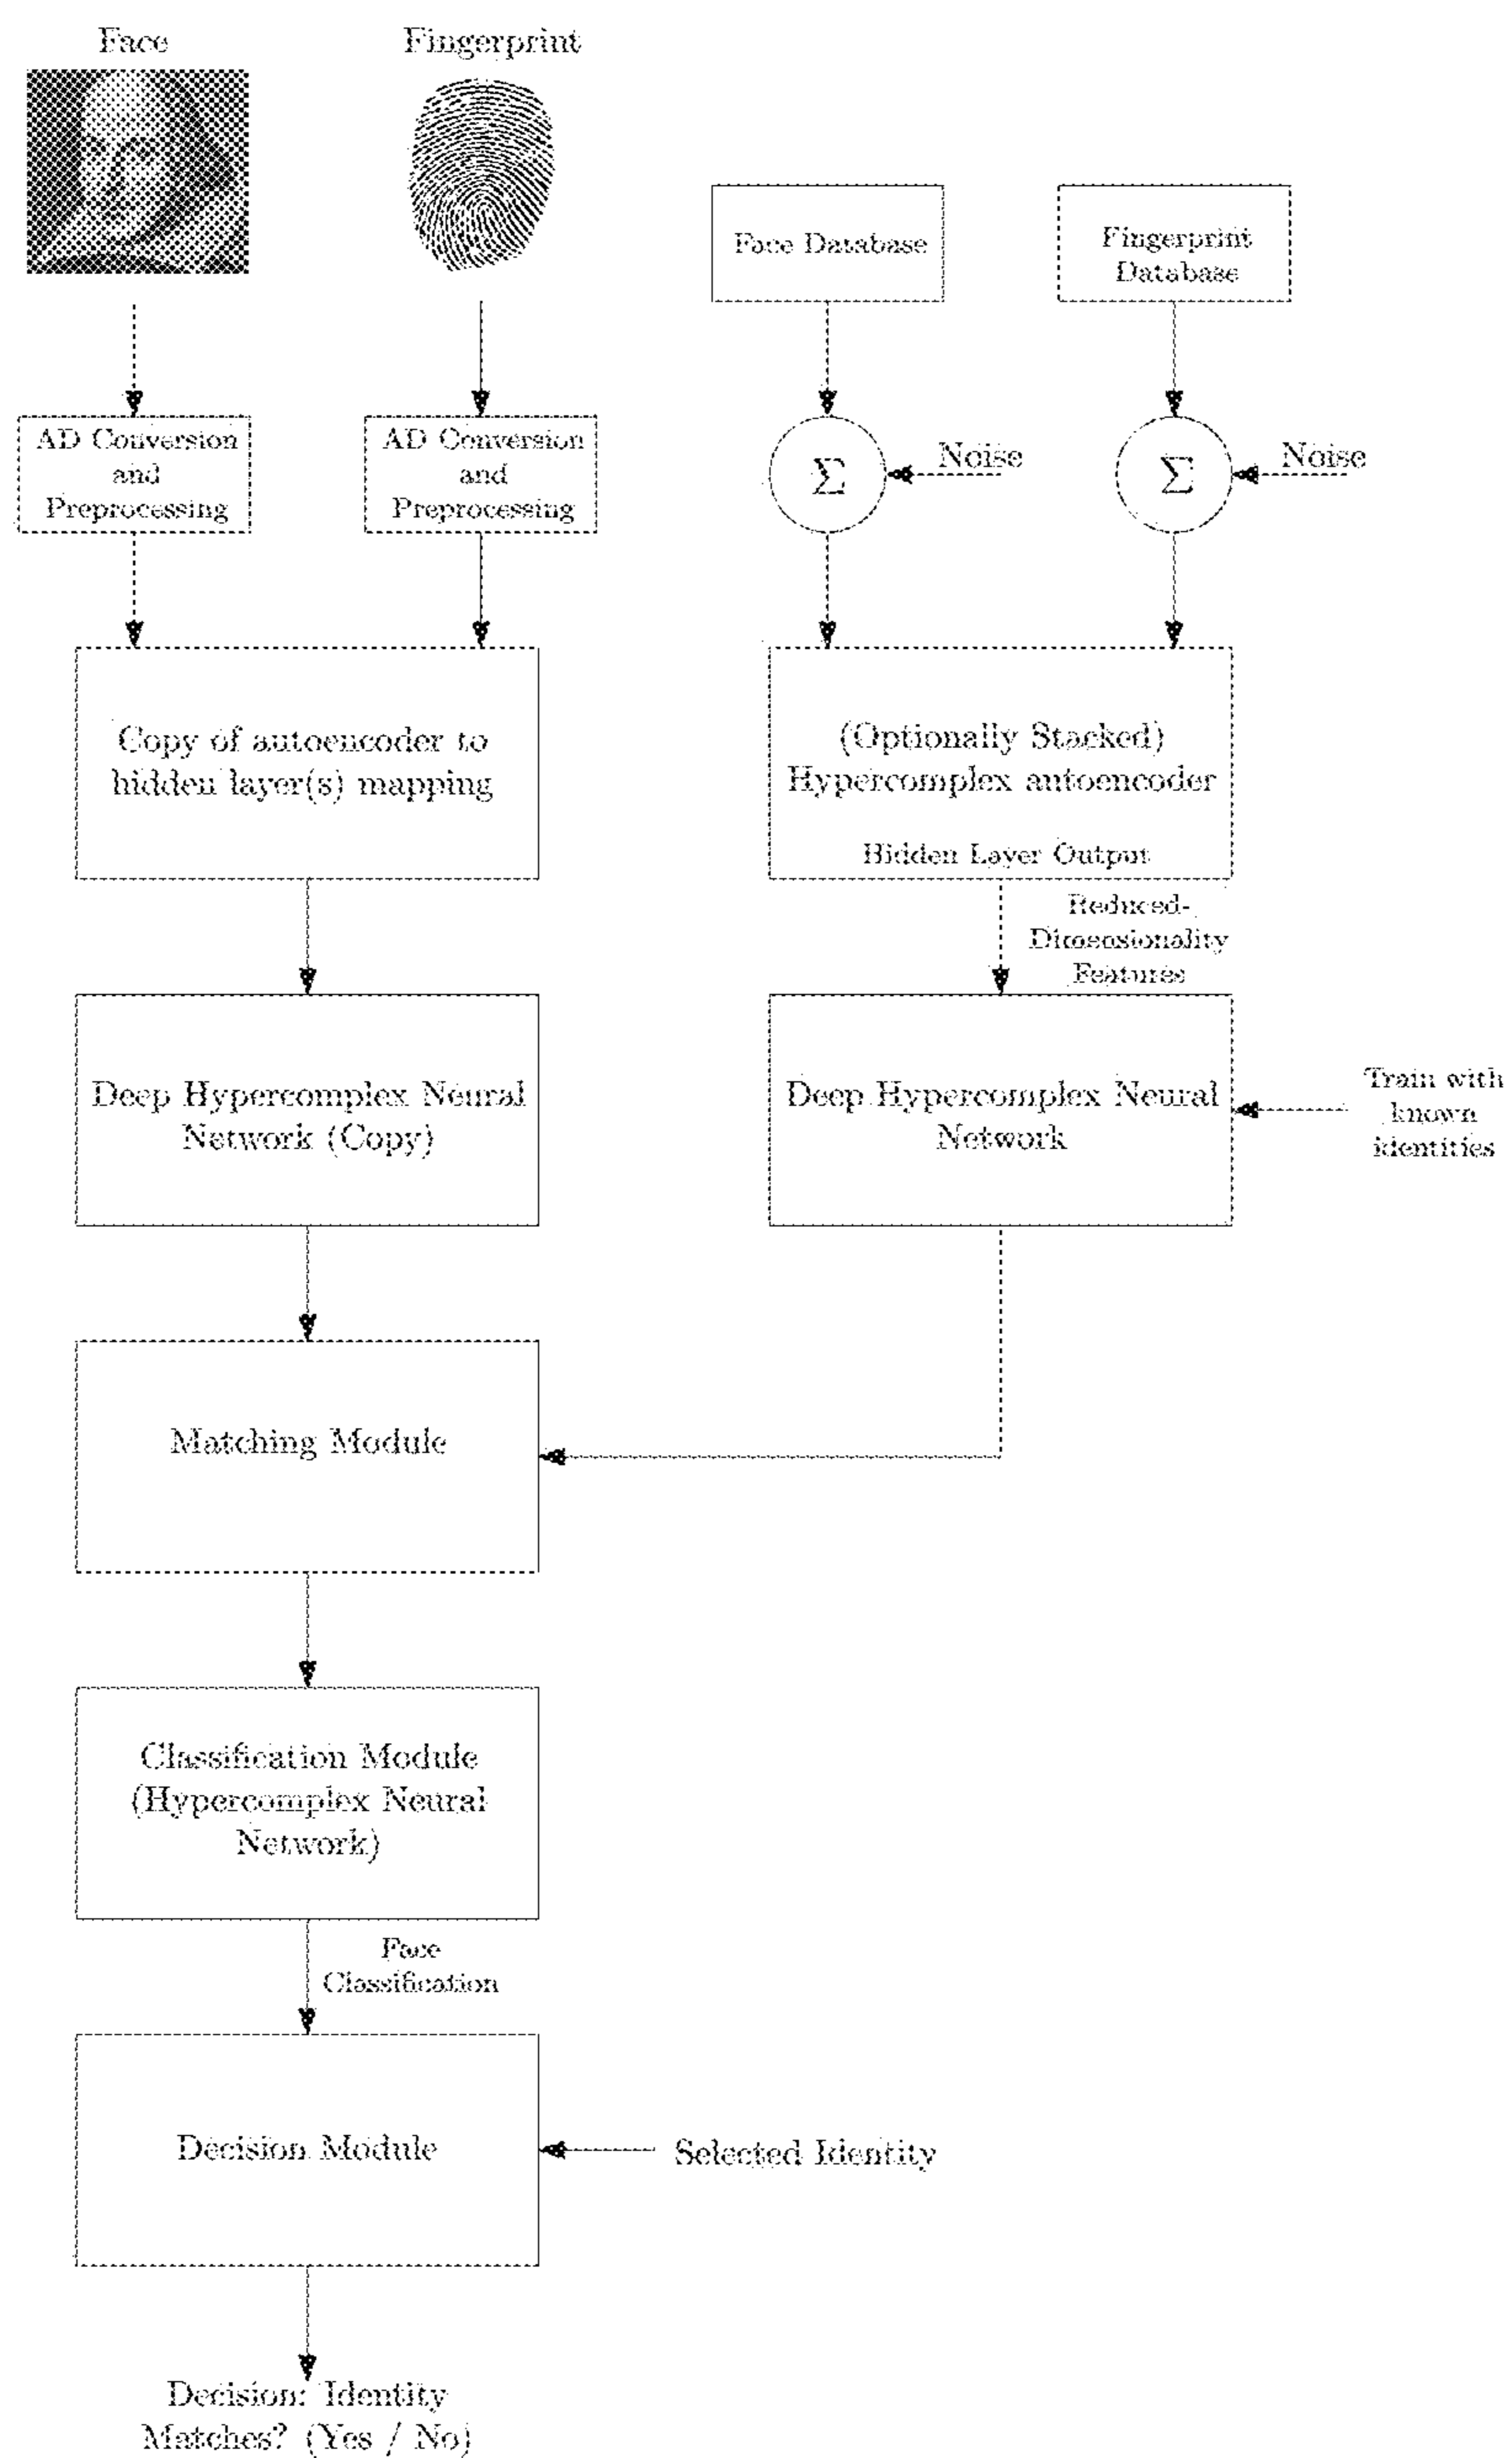 Face
Fingerprint
Face Database
Fingerprint
Database
AD Conversion
and
Preprocessing
AD Conversion
and
Preprocessing
Σ
Noise
Σ
Noise
Copy of autoencoder to
hidden layer(s) mapping
(Optionally Stacked)
Hypercomplex autoencoder
Hidden Layer Output
Reduced-
Dimensionality
Features
Deep Hypercomplex Neural
Network (Copy)
Deep Hypercomplex Neural
Network
Train with
known
identities
Matching Module
Classification Module
(Hypercomplex Neural
Network)
Face
Classification
Decision Module
Selected Identity
Decision: Identity
Matches? (Yes / No)